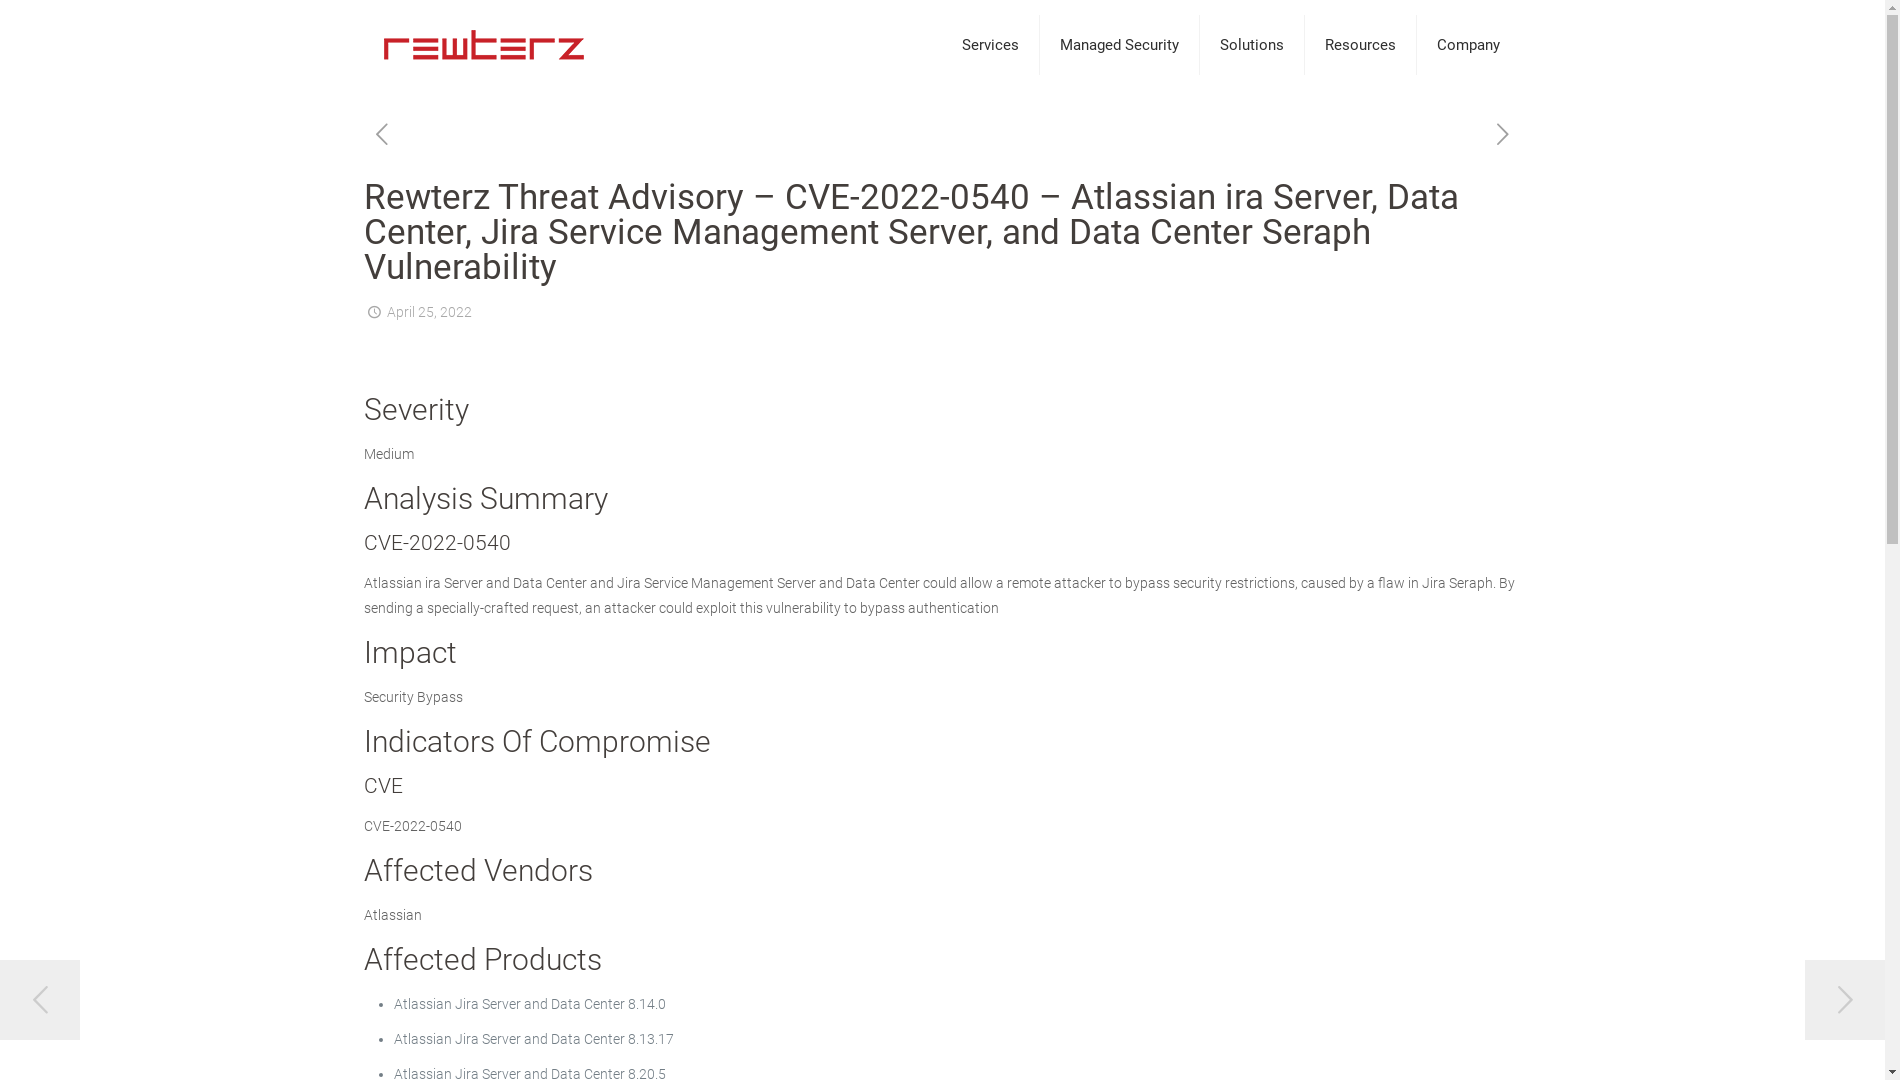 rewterz
Services
Managed Security
Solutions
Resources
Company
Rewterz Threat Advisory – CVE-2022-0540 – Atlassian ira Server, Data
Center, Jira Service Management Server, and Data Center Seraph
Vulnerability
April 25, 2022
Severity
Medium
Analysis Summary
CVE-2022-0540
Atlassian ira Server and Data Center and Jira Service Management Server and Data Center could allow a remote attacker to bypass security restrictions, caused by a flaw in Jira Seraph. By
sending a specially-crafted request, an attacker could exploit this vulnerability to bypass authentication
Impact
Security Bypass
Indicators Of Compromise
CVE
CVE-2022-0540
Affected Vendors
Atlassian
Affected Products
• Atlassian Jira Server and Data Center 8.14.0
• Atlassian Jira Server and Data Center 8.13.17
• Atlassian Jira Server and Data Center 8.20.5